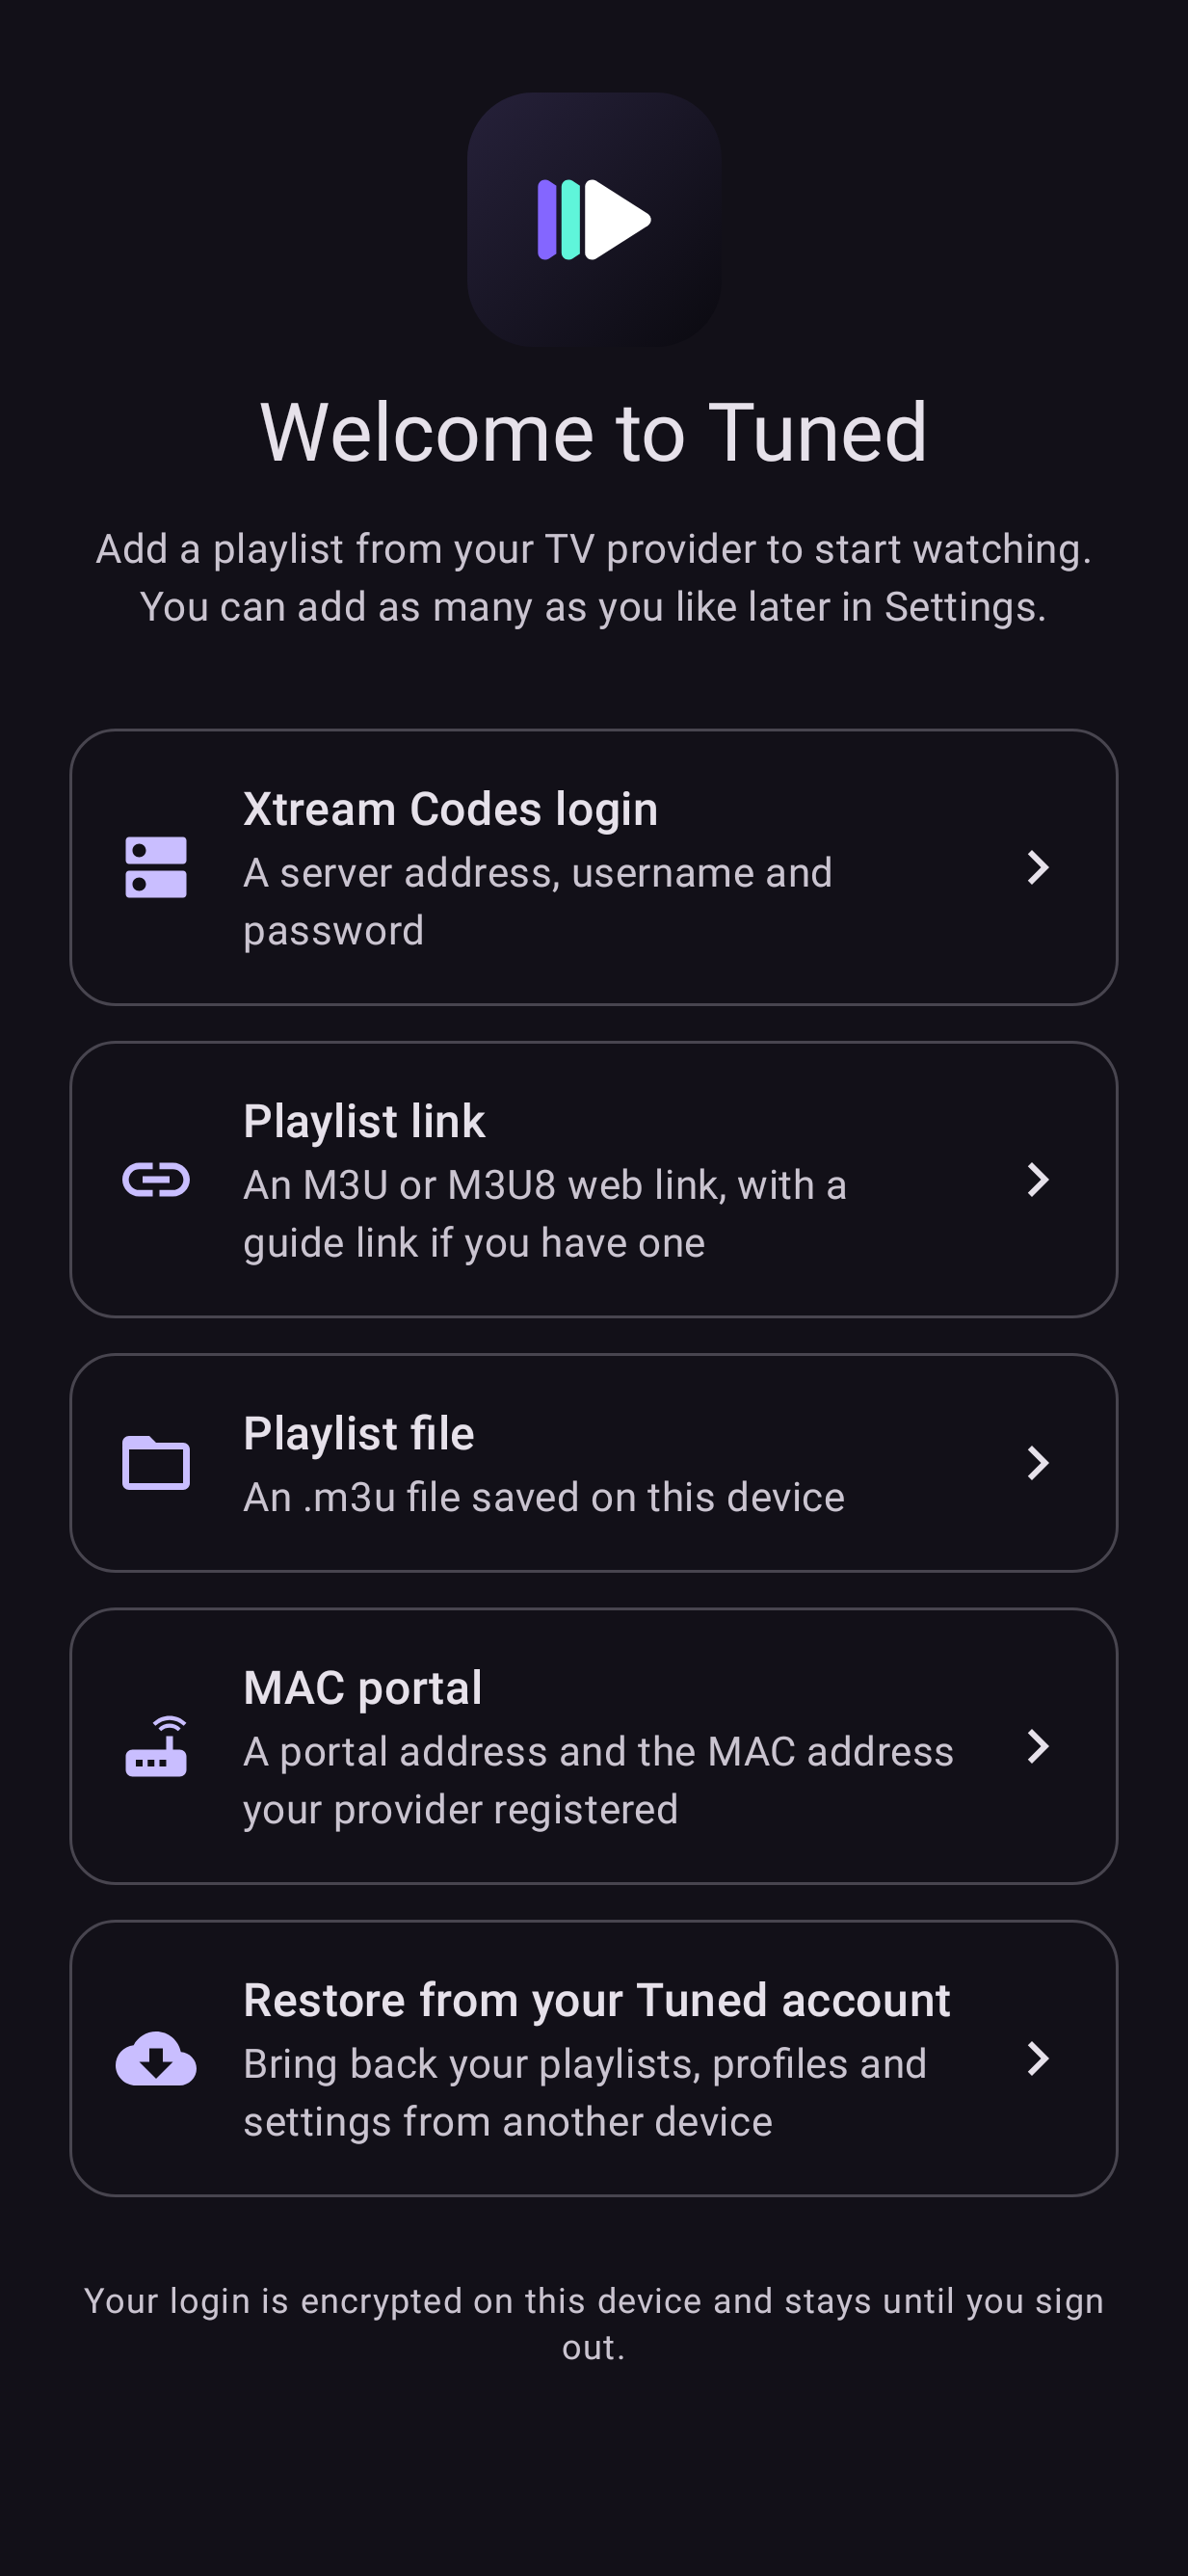 Welcome to Tuned
Add a playlist from your TV provider to start watching.
You can add as many as you like later in Settings.
Xtream Codes login
A server address, username and
password
Playlist link
An M3U or M3U8 web link, with a
guide link if you have one
Playlist file
An .m3u file saved on this device
MAC portal
A portal address and the MAC address
your provider registered
Restore from your Tuned account
Bring back your playlists, profiles and
settings from another device
Your login is encrypted on this device and stays until you sign
out.